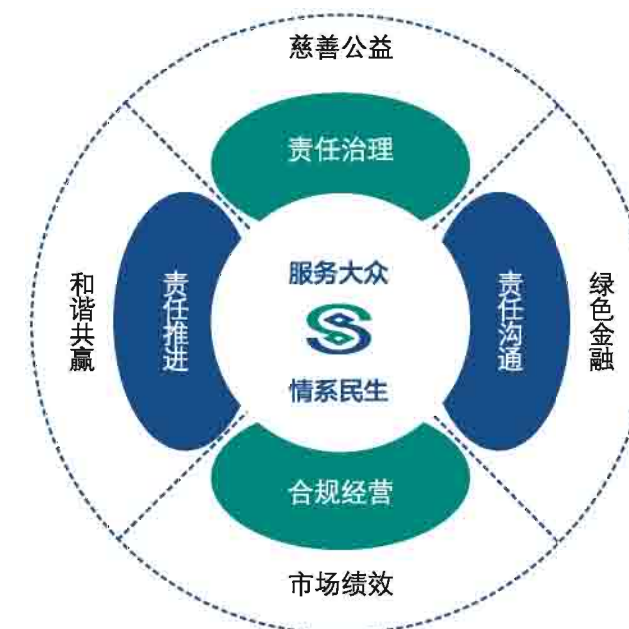 慈善公益
责任治理
和谐共赢
责任推进
服务大众
情系民生
责任沟通
绿色金融
合规经营
市场绩效